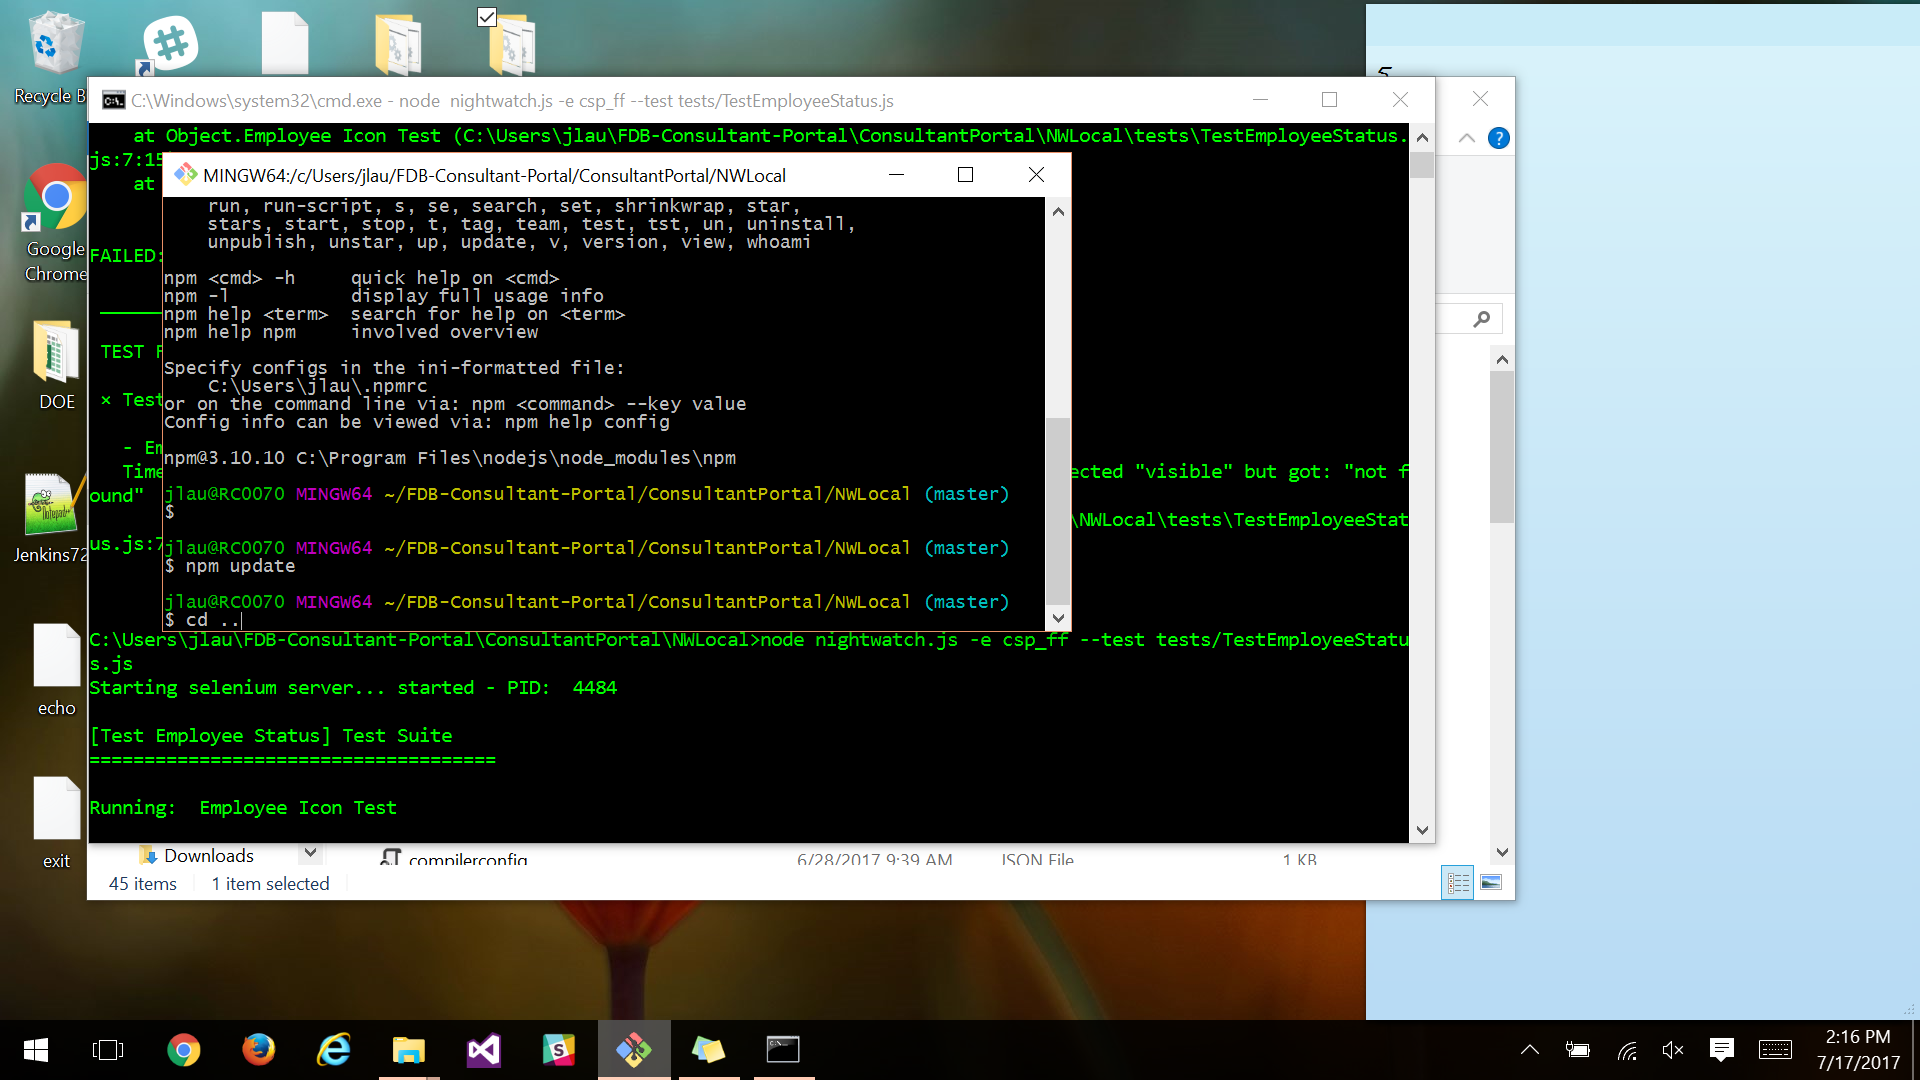 Recycle B
Google
Chrome
DOE
Jenkins72
echo
exit
C:\Windows\system32\cmd.exe - node  nightwatch.js -e csp_ff --test tests/TestEmployeeStatus.js
at Object.Employee Icon Test (C:\Users\jlau\FDB-Consultant-Portal\ConsultantPortal\NWLocal\tests\TestEmployeeStatus.
js:7:15
at
FAILED:
TEST F
× Test
- Em
Time
ected "visible" but got: "not f
ound"
\NWLocal\tests\TestEmployeeStat
us.js:7
MINGW64:/c/Users/jlau/FDB-Consultant-Portal/ConsultantPortal/NWLocal
run, run-script, s, se, search, set, shrinkwrap, star,
stars, start, stop, t, tag, team, test, tst, un, uninstall,
unpublish, unstar, up, update, v, version, view, whoami
npm <cmd> -h      quick help on <cmd>
npm -l            display full usage info
npm help <term>   search for help on <term>
npm help npm      involved overview
Specify configs in the ini-formatted file:
C:\Users\jlau\.npmrc
or on the command line via: npm <command> --key value
Config info can be viewed via: npm help config
npm@3.10.10 C:\Program Files\nodejs\node_modules\npm
jlau@RC0070 MINGW64 ~/FDB-Consultant-Portal/ConsultantPortal/NWLocal (master)
$
jlau@RC0070 MINGW64 ~/FDB-Consultant-Portal/ConsultantPortal/NWLocal (master)
$ npm update
jlau@RC0070 MINGW64 ~/FDB-Consultant-Portal/ConsultantPortal/NWLocal (master)
$ cd ..
C:\Users\jlau\FDB-Consultant-Portal\ConsultantPortal\NWLocal>node nightwatch.js -e csp_ff --test tests/TestEmployeeStatu
s.js
Starting selenium server... started - PID:  4484
[Test Employee Status] Test Suite
=====================================
Running:  Employee Icon Test
Downloads
compilerconfig
6/28/2017 9:39 AM
JSON File
1 KB
45 items
1 item selected
2:16 PM
7/17/2017